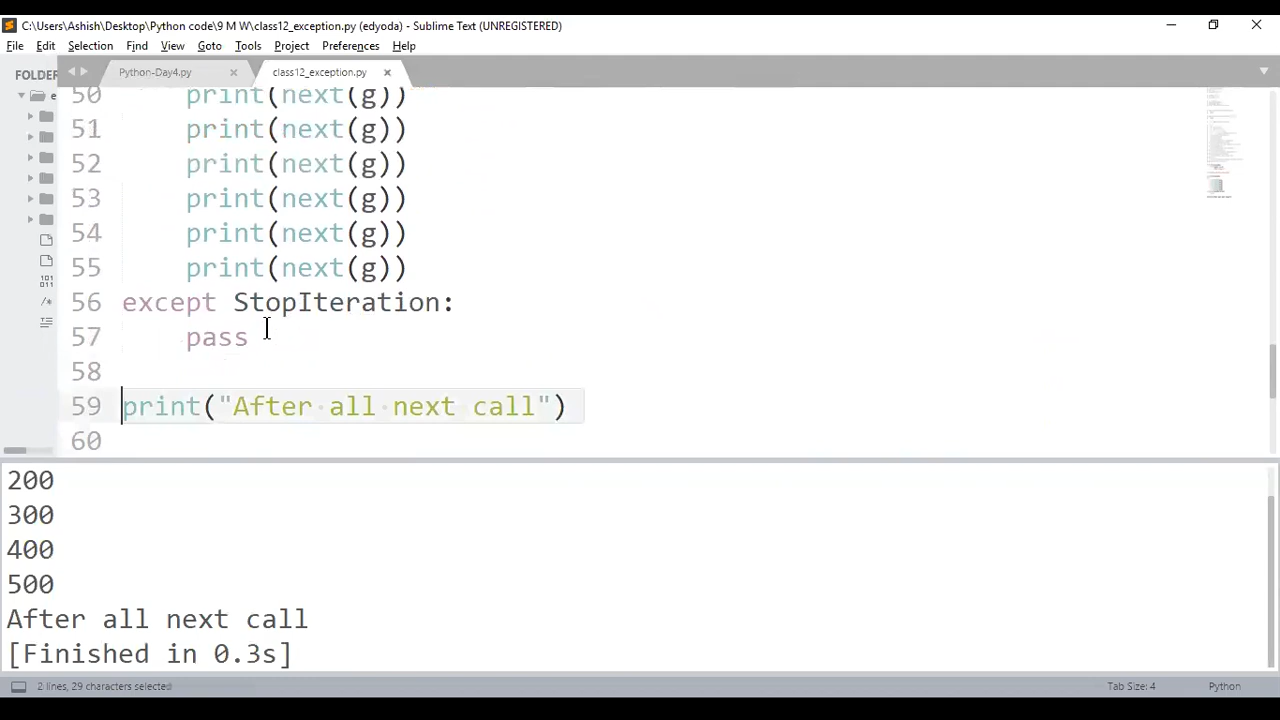 C:\Users\Ashish\Desktop\Python code\9 M W\class12_exception.py (edyoda) - Sublime Text (UNREGISTERED)
File Edit Selection Find View Goto Tools Project Preferences Help
FOLDER Python-Day4.py class12_exception.py
e
50 print(next(g))
51 print(next(g))
52 print(next(g))
53 print(next(g))
54 print(next(g))
55 print(next(g))
56 except StopIteration:
57 pass
58
59 print("After all next call")
60
200
300
400
500
After all next call
[Finished in 0.3s]
2 lines, 29 characters selected Tab Size: 4 Python